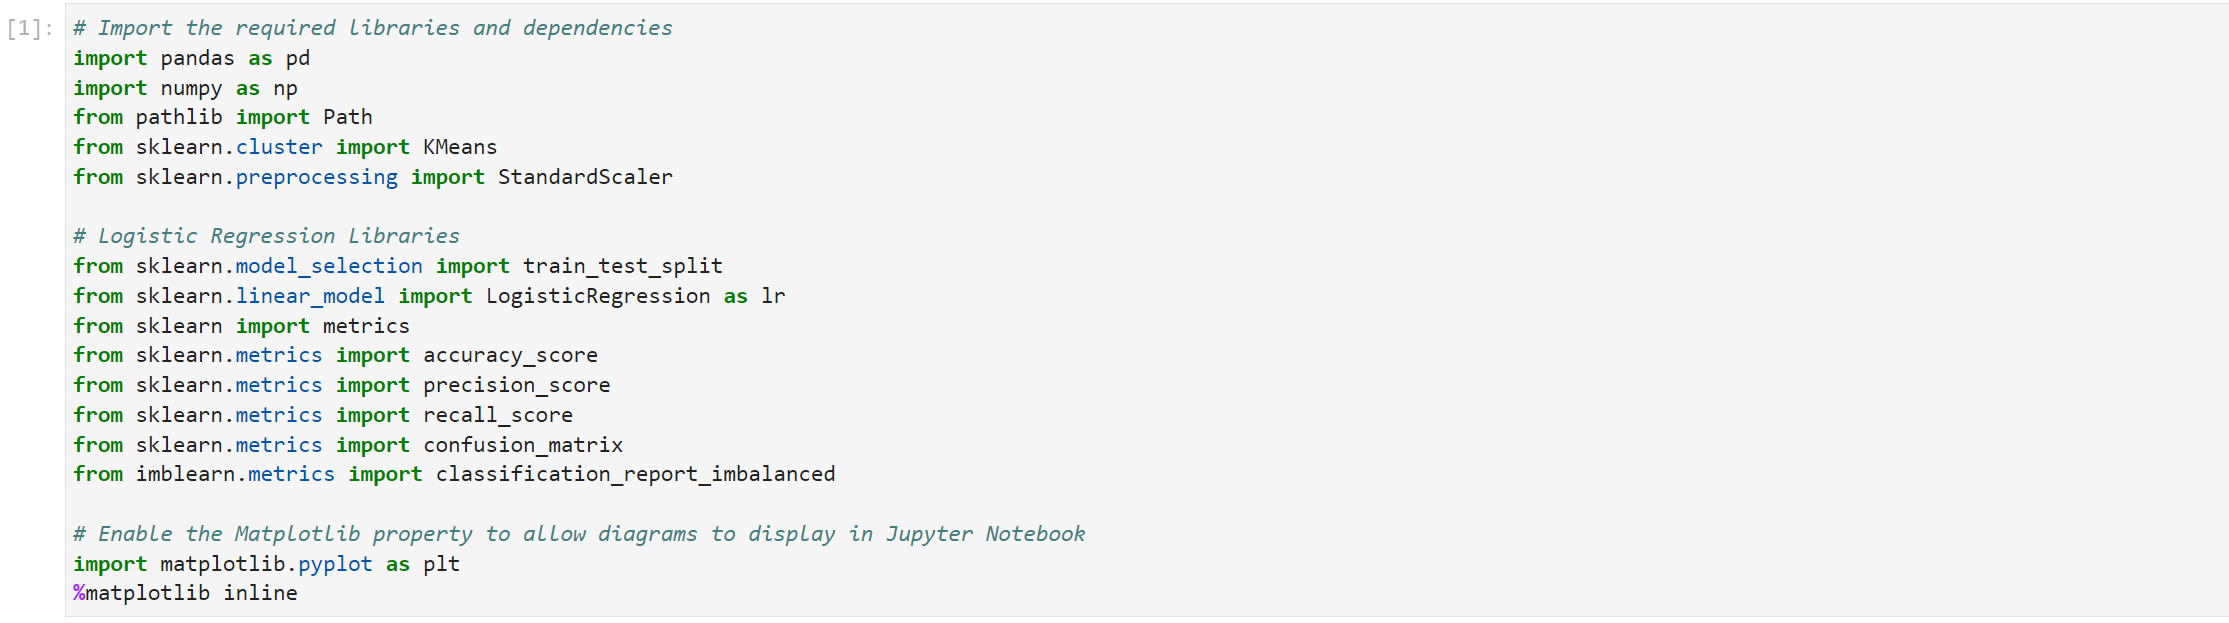 [1]:
# Import the required libraries and dependencies
import pandas as pd
import numpy as np
from pathlib import Path
from sklearn.cluster import KMeans
from sklearn.preprocessing import StandardScaler
# Logistic Regression Libraries
from sklearn.model_selection import train_test_split
from sklearn.linear_model import LogisticRegression as lr
from sklearn import metrics
from sklearn.metrics import accuracy_score
from sklearn.metrics import precision_score
from sklearn.metrics import recall_score
from sklearn.metrics import confusion_matrix
from imblearn.metrics import classification_report_imbalanced
# Enable the Matplotlib property to allow diagrams to display in Jupyter Notebook
import matplotlib.pyplot as plt
%matplotlib inline